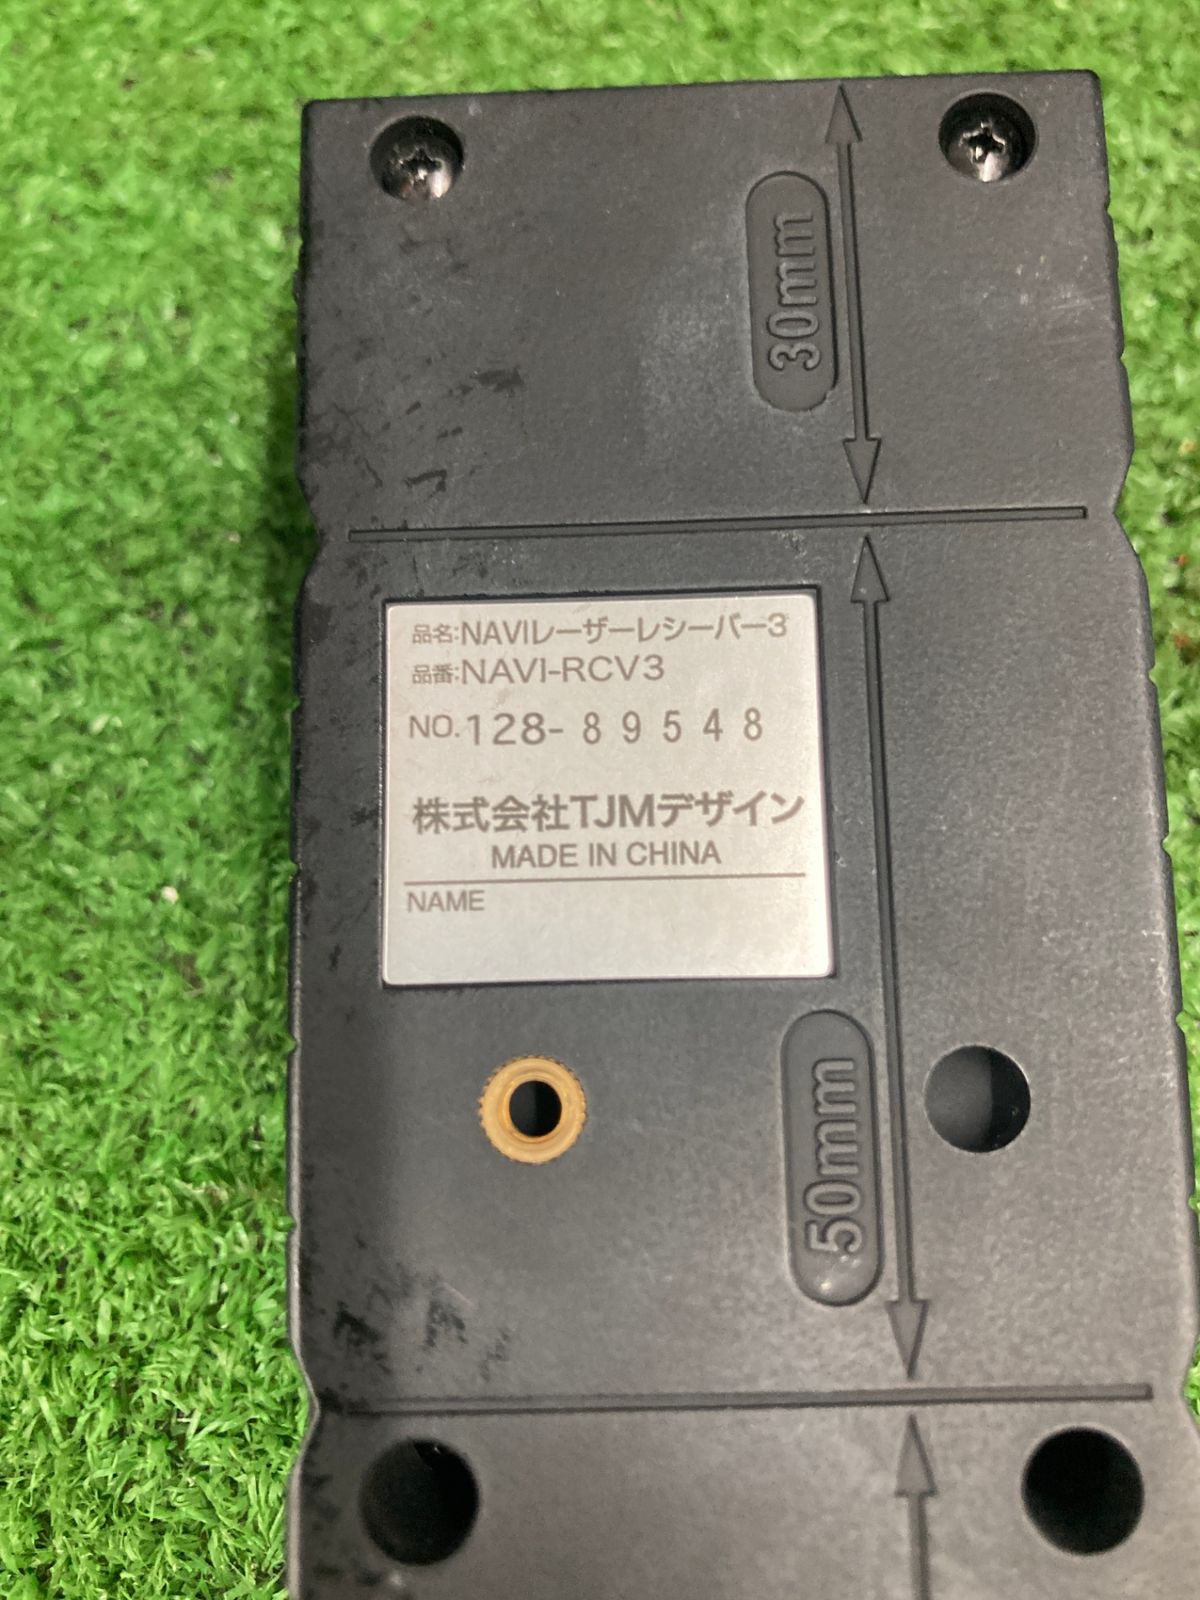 30mm
品名:NAVIレーザーレシーバー3
品番:NAVI-RCV3
NO.128-89548
株式会社TJMデザイン
MADE IN CHINA
NAME
50mm